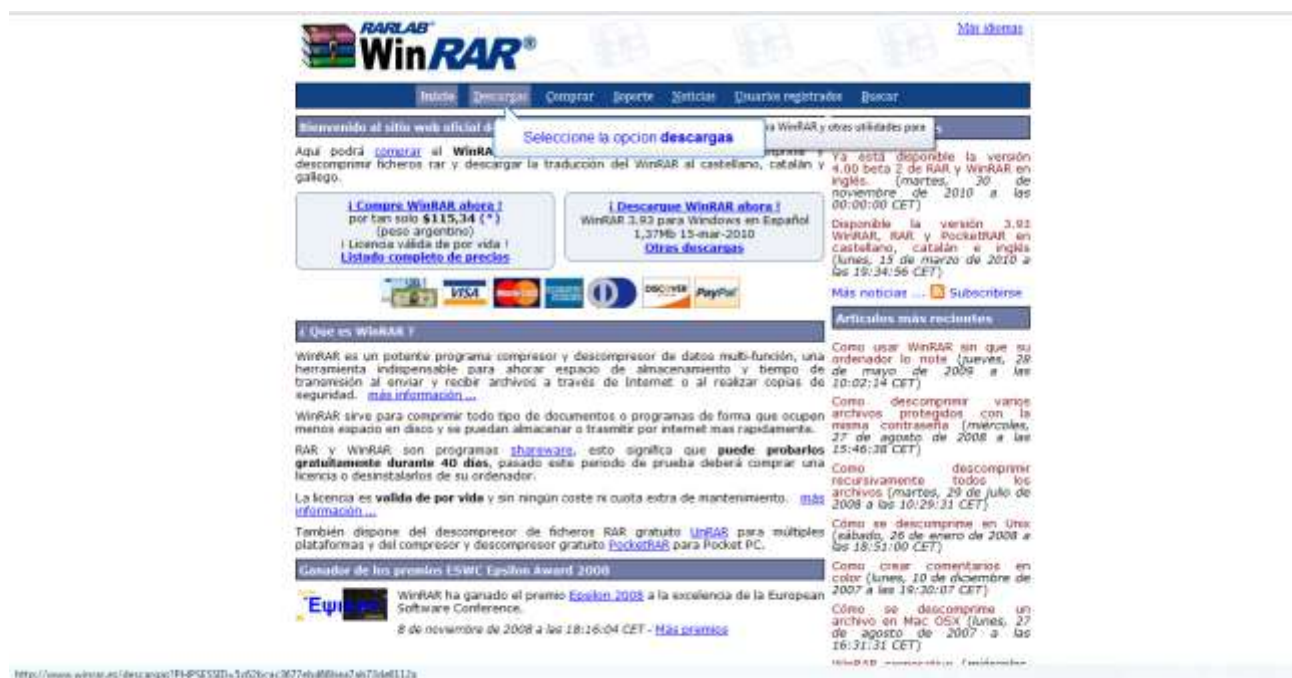 RARLAB®
WinRAR®
Más idiomas
Inicio Descargas Comprar Soporte Noticias Usuarios registrados Buscar
Bienvenido al sitio web oficial d
a WinRAR y otras utilidades para
Seleccione la opcion descargas
s
Aquí podrá comprar el WinRA
descomprimir ficheros rar y descargar la traducción del WinRAR al castellano, catalán y
gallego.
¡ Compre WinRAR ahora !
por tan solo $115,34 (*)
(peso argentino)
! Licencia válida de por vida !
Listado completo de precios
¡ Descargue WinRAR ahora !
WinRAR 3.93 para Windows en Español
1,37Mb 15-mar-2010
Otras descargas
VISA MasterCard DISCOVER PayPal
¿ Que es WinRAR ?
WinRAR es un potente programa compresor y descompresor de datos multi-función, una
herramienta indispensable para ahorar espacio de almacenamiento y tiempo de
transmisión al enviar y recibir archivos a través de Internet o al realizar copias de
seguridad. más información ...
WinRAR sirve para comprimir todo tipo de documentos o programas de forma que ocupen
menos espacio en disco y se puedan almacenar o trasmitir por internet mas rapidamente.
RAR y WinRAR son programas shareware, esto significa que puede probarlos
gratuitamente durante 40 días, pasado este periodo de prueba deberá comprar una
licencia o desinstalarlos de su ordenador.
La licencia es valida de por vida y sin ningún coste ni cuota extra de mantenimiento. más
información ...
También dispone del descompresor de ficheros RAR gratuito UnRAR para múltiples
plataformas y del compresor y descompresor gratuito PocketRAR para Pocket PC.
Ganador de los premios ESWC Epsilon Award 2008
WinRAR ha ganado el premio Epsilon 2008 a la excelencia de la European
Software Conference.
8 de noviembre de 2008 a las 18:16:04 CET - Más premios
Ya está disponible la versión
4.00 beta 2 de RAR y WinRAR en
inglés. (martes, 30 de
noviembre de 2010 a las
00:00:00 CET)
Disponible la versión 3.93
WinRAR, RAR y PocketRAR en
castellano, catalán e inglés
(lunes, 15 de marzo de 2010 a
las 19:34:56 CET)
Más noticias ... Subscribirse
Artículos más recientes
Como usar WinRAR sin que su
ordenador lo note (jueves, 28
de mayo de 2009 a las
10:02:14 CET)
Como descomprimir varios
archivos protegidos con la
misma contraseña (miércoles,
27 de agosto de 2008 a las
15:46:38 CET)
Como descomprimir
recursivamente todos los
archivos (martes, 29 de julio de
2008 a las 10:29:31 CET)
Cómo se descomprime en Unix
(sábado, 26 de enero de 2008 a
las 18:51:00 CET)
Como crear comentarios en
color (lunes, 10 de diciembre de
2007 a las 19:30:07 CET)
Cómo se descomprime un
archivo en Mac OSX (lunes, 27
de agosto de 2007 a las
16:31:31 CET)